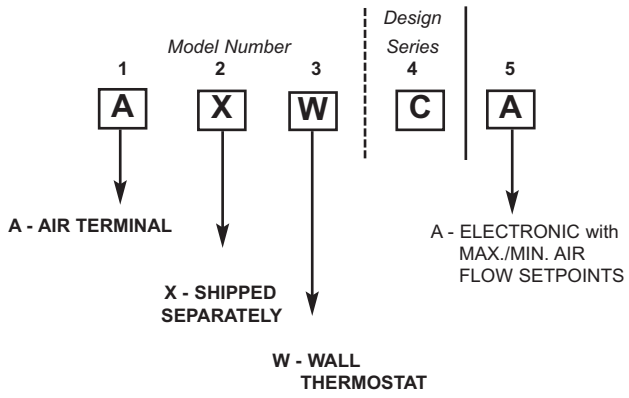 Design
Model Number Series
1 2 3 4 5
A X W C A
A - AIR TERMINAL
A - ELECTRONIC with
MAX./MIN. AIR
FLOW SETPOINTS
X - SHIPPED
SEPARATELY
W - WALL
THERMOSTAT